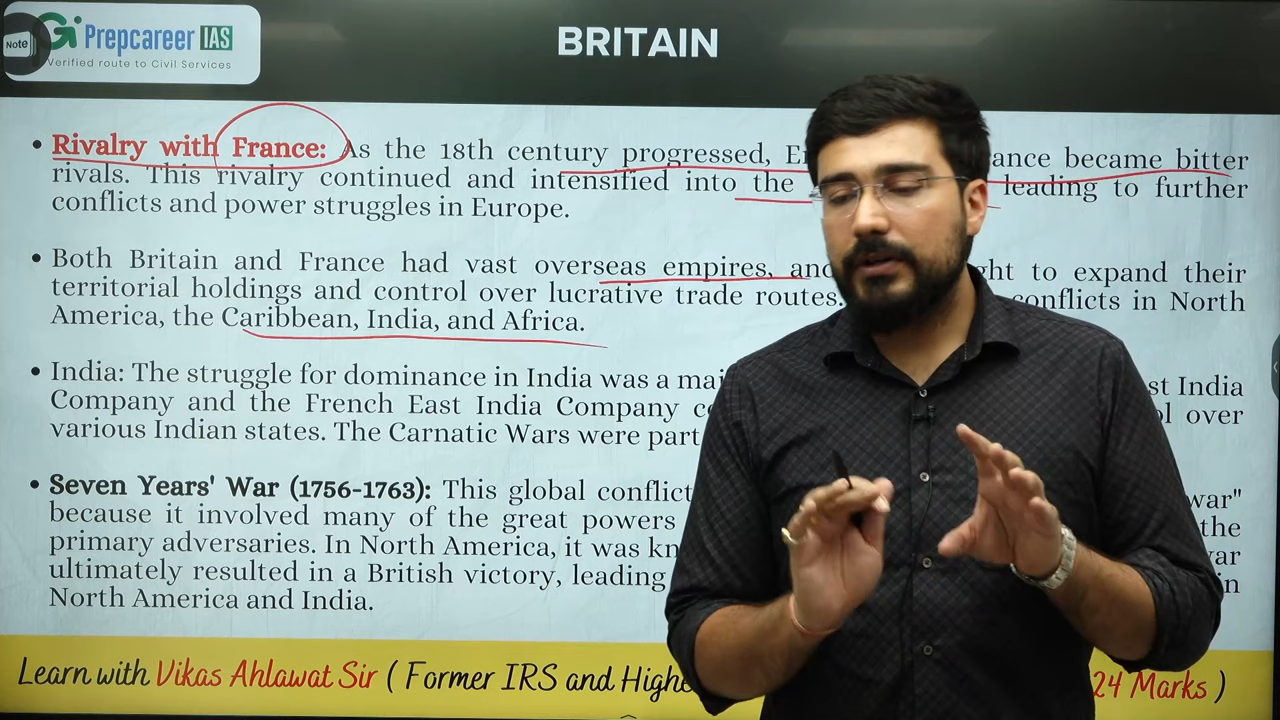 Note
Gi Prepcareer IAS
Verified route to Civil Services
BRITAIN
• Rivalry with France: As the 18th century progressed, ance became bitter
rivals. This rivalry continued and intensified into the leading to further
conflicts and power struggles in Europe.
• Both Britain and France had vast overseas empires, ght to expand their
territorial holdings and control over lucrative trade routes. conflicts in North
America, the Caribbean, India, and Africa.
• India: The struggle for dominance in India was a st India
Company and the French East India Company over
various Indian states. The Carnatic Wars were part
• Seven Years' War (1756-1763): This global conflict war"
because it involved many of the great powers the
primary adversaries. In North America, it was
ultimately resulted in a British victory, leading in
North America and India.
Learn with Vikas Ahlawat Sir ( Former IRS and 24 Marks )